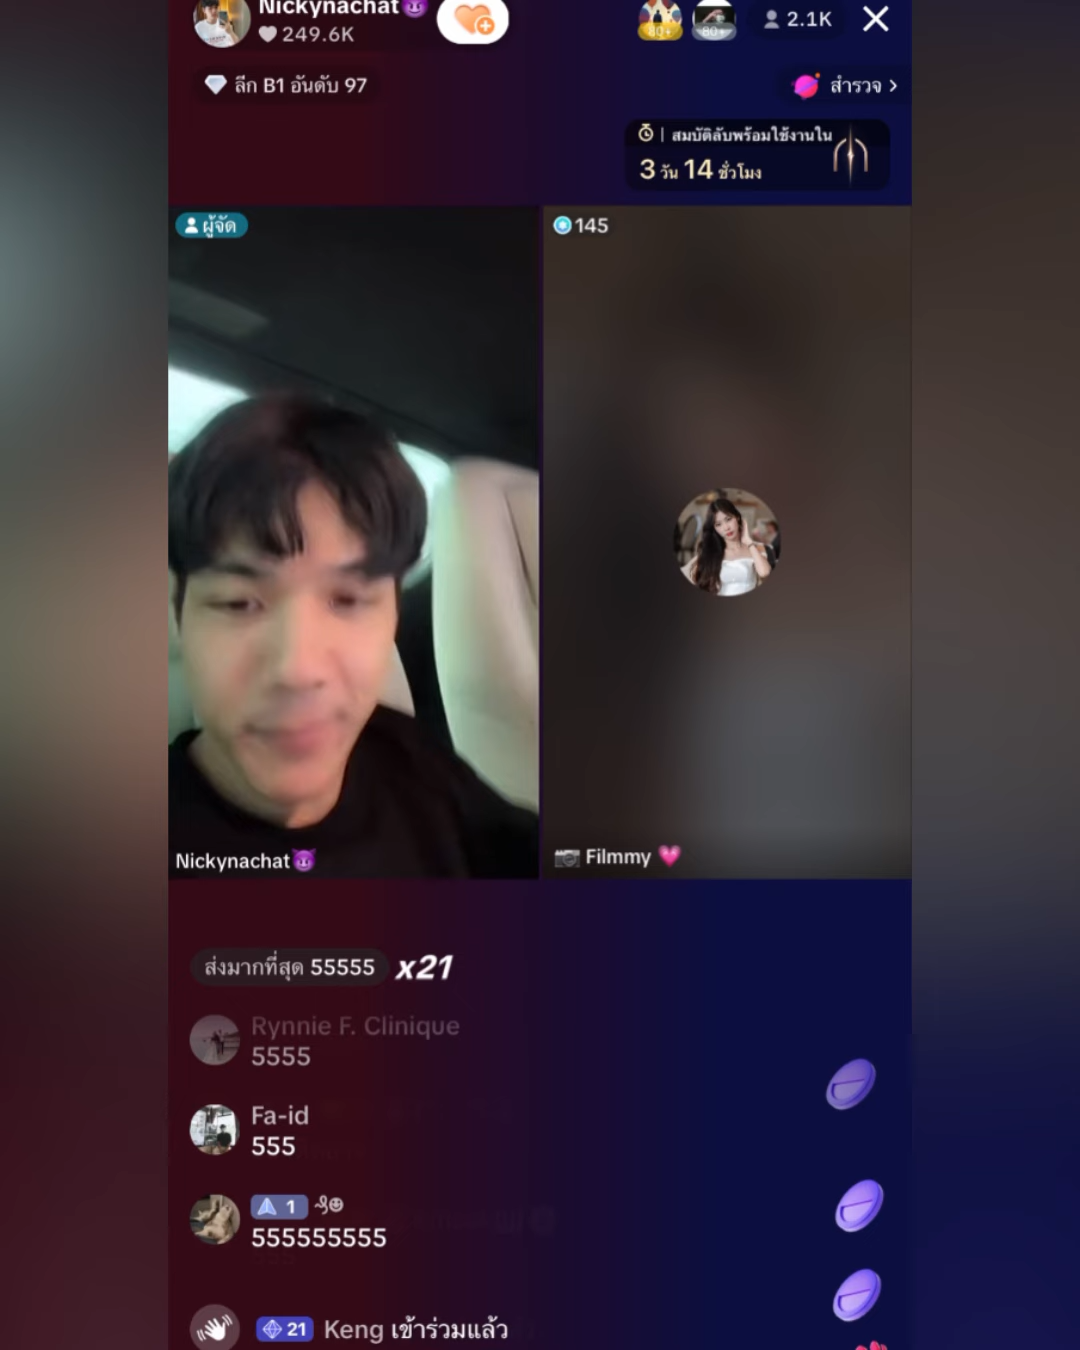 Nickynachat😈
249.6K
80+
80+
2.1K
ลีก B1 อันดับ 97
สำรวจ >
| สมบัติลับพร้อมใช้งานใน
3 วัน 14 ชั่วโมง
ผู้จัด
145
Nickynachat😈
📷 Filmmy 💗
ส่งมากที่สุด 55555 x21
Rynnie F. Clinique
5555
Fa-id
555
1
555555555
21 Keng เข้าร่วมแล้ว